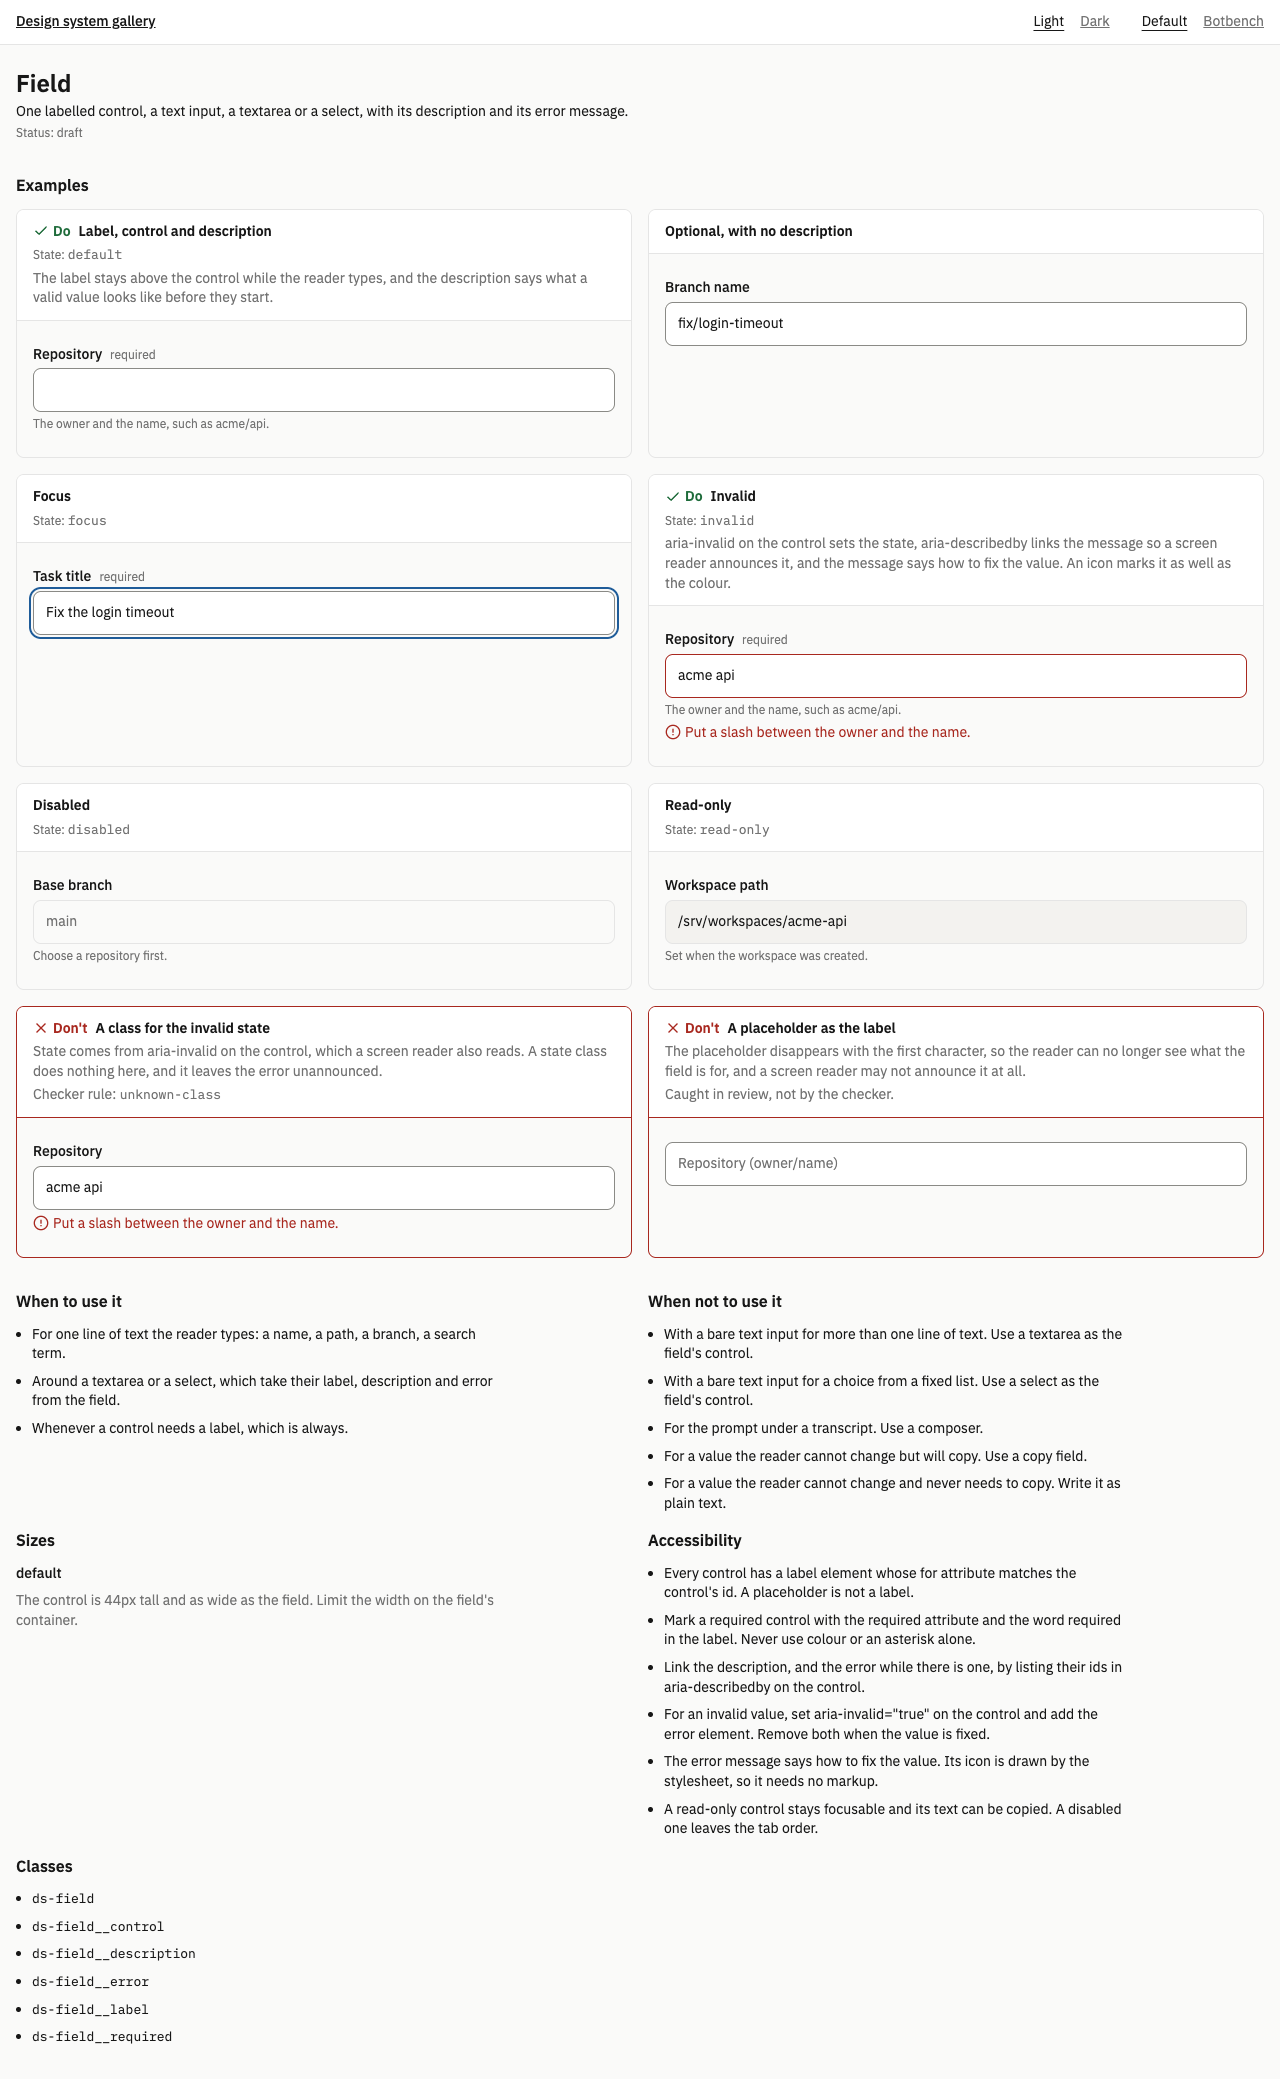 Design system gallery
Light Dark Default Botbench
Field
One labelled control, a text input, a textarea or a select, with its description and its error message.
Status: draft
Examples
Do Label, control and description
State: default
The label stays above the control while the reader types, and the description says what a
valid value looks like before they start.
Repository required
The owner and the name, such as acme/api.
Optional, with no description
Branch name
fix/login-timeout
Focus
State: focus
Task title required
Fix the login timeout
Do Invalid
State: invalid
aria-invalid on the control sets the state, aria-describedby links the message so a screen
reader announces it, and the message says how to fix the value. An icon marks it as well as
the colour.
Repository required
acme api
The owner and the name, such as acme/api.
Put a slash between the owner and the name.
Disabled
State: disabled
Base branch
main
Choose a repository first.
Read-only
State: read-only
Workspace path
/srv/workspaces/acme-api
Set when the workspace was created.
Don't A class for the invalid state
State comes from aria-invalid on the control, which a screen reader also reads. A state class
does nothing here, and it leaves the error unannounced.
Checker rule: unknown-class
Repository
acme api
Put a slash between the owner and the name.
Don't A placeholder as the label
The placeholder disappears with the first character, so the reader can no longer see what the
field is for, and a screen reader may not announce it at all.
Caught in review, not by the checker.
Repository (owner/name)
When to use it
For one line of text the reader types: a name, a path, a branch, a search
term.
Around a textarea or a select, which take their label, description and error
from the field.
Whenever a control needs a label, which is always.
When not to use it
With a bare text input for more than one line of text. Use a textarea as the
field's control.
With a bare text input for a choice from a fixed list. Use a select as the
field's control.
For the prompt under a transcript. Use a composer.
For a value the reader cannot change but will copy. Use a copy field.
For a value the reader cannot change and never needs to copy. Write it as
plain text.
Sizes
default
The control is 44px tall and as wide as the field. Limit the width on the field's
container.
Accessibility
Every control has a label element whose for attribute matches the
control's id. A placeholder is not a label.
Mark a required control with the required attribute and the word required
in the label. Never use colour or an asterisk alone.
Link the description, and the error while there is one, by listing their ids in
aria-describedby on the control.
For an invalid value, set aria-invalid="true" on the control and add the
error element. Remove both when the value is fixed.
The error message says how to fix the value. Its icon is drawn by the
stylesheet, so it needs no markup.
A read-only control stays focusable and its text can be copied. A disabled
one leaves the tab order.
Classes
ds-field
ds-field__control
ds-field__description
ds-field__error
ds-field__label
ds-field__required